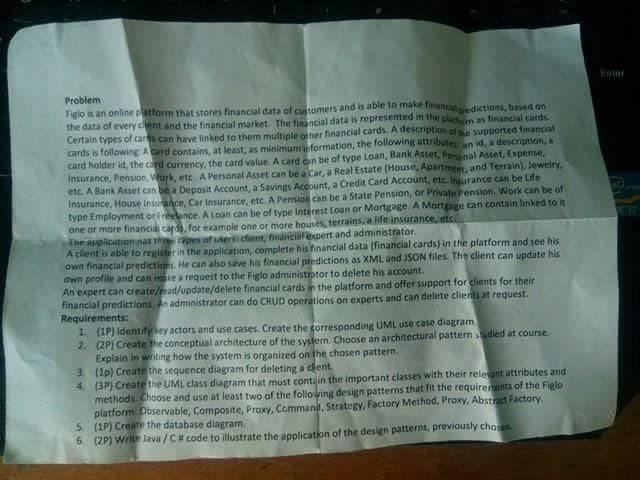 Problem
Figlo is an online platform that stores financial data of customers and is able to make financial predictions, based on
the data of every client and the financial market. The financial data is represented in the platform as financial cards.
Certain types of cards can have linked to them multiple other financial cards. A description of the supported financial
cards is following: A card contains, at least, as minimum information, the following attributes: an id, a description, a
card holder id, the card currency, the card value. A card can be of type Loan, Bank Asset, Personal Asset, Expense,
Insurance, Pension, Work, etc. A Personal Asset can be a Car, a Real Estate (House, Apartment, and Terrain), Jewelry,
etc. A Bank Asset can be a Deposit Account, a Savings Account, a Credit Card Account, etc. Insurance can be Life
Insurance, House Insurance, Car Insurance, etc. A Pension can be a State Pension, or Private Pension. Work can be of
type Employment or Freelance. A Loan can be of type Interest Loan or Mortgage. A Mortgage can contain linked to it
one or more financial cards, for example one or more houses, terrains, a life insurance, etc.
The application has three types of users: client, financial expert and administrator.
A client is able to register in the application, complete his financial data (financial cards) in the platform and see his
own financial predictions. He can also save his financial predictions as XML and JSON files. The client can update his
own profile and can make a request to the Figlo administrator to delete his account.
An expert can create/read/update/delete financial cards in the platform and offer support for clients for their
financial predictions. An administrator can do CRUD operations on experts and can delete clients at request.
Requirements:
1. (1P) Identify key actors and use cases. Create the corresponding UML use case diagram.
2. (2P) Create the conceptual architecture of the system. Choose an architectural pattern studied at course.
Explain in writing how the system is organized on the chosen pattern.
3. (1p) Create the sequence diagram for deleting a client.
4. (3P) Create the UML class diagram that must contain the important classes with their relevant attributes and
methods. Choose and use at least two of the following design patterns that fit the requirements of the Figlo
platform: Observable, Composite, Proxy, Command, Strategy, Factory Method, Proxy, Abstract Factory.
5. (1P) Create the database diagram.
6. (2P) Write Java / C # code to illustrate the application of the design patterns, previously chosen.
Enter